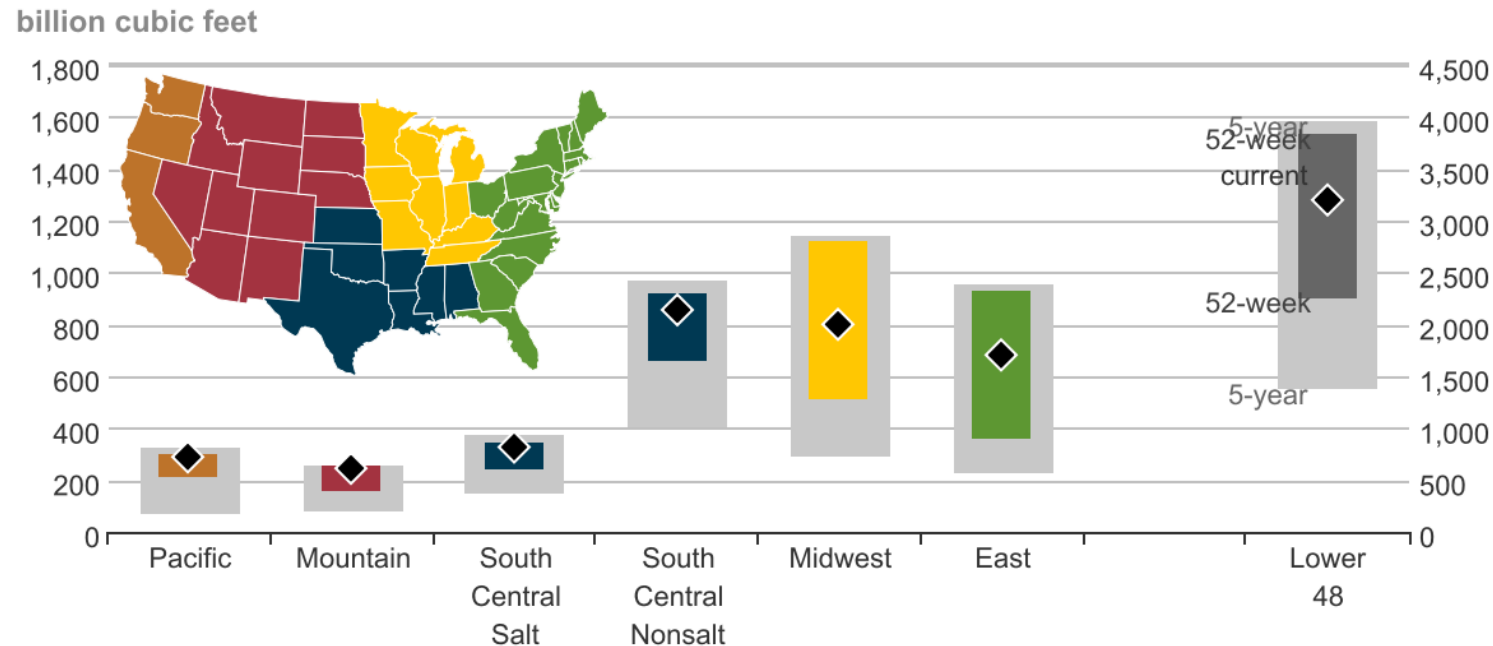 billion cubic feet
1,800
1,600
1,400
1,200
1,000
800
600
400
200
0
4,500
4,000
3,500
3,000
2,500
2,000
1,500
1,000
500
0
5-year
52-week
current
52-week
5-year
Pacific
Mountain
South
Central
Salt
South
Central
Nonsalt
Midwest
East
Lower
48